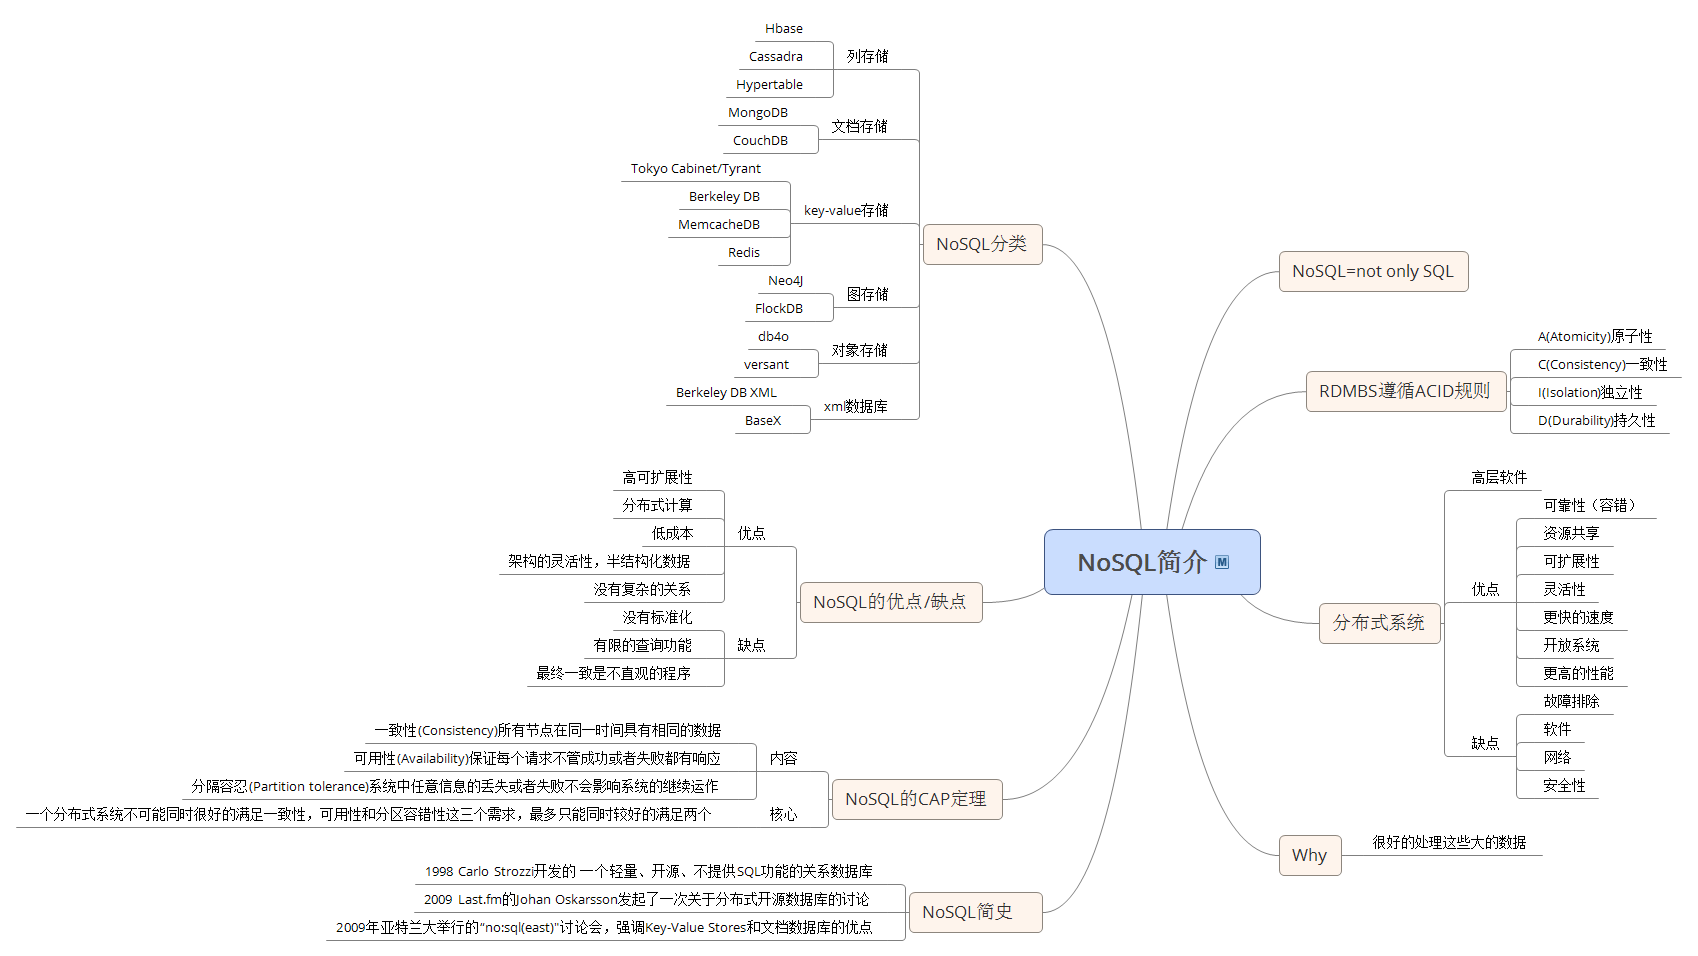 NoSQL简介
NoSQL=not only SQL
RDMBS遵循ACID规则
A(Atomicity)原子性
C(Consistency)一致性
I(Isolation)独立性
D(Durability)持久性
分布式系统
高层软件
优点
可靠性（容错）
资源共享
可扩展性
灵活性
更快的速度
开放系统
更高的性能
缺点
故障排除
软件
网络
安全性
Why
很好的处理这些大的数据
NoSQL分类
列存储
Hbase
Cassadra
Hypertable
文档存储
MongoDB
CouchDB
key-value存储
Tokyo Cabinet/Tyrant
Berkeley DB
MemcacheDB
Redis
图存储
Neo4J
FlockDB
对象存储
db4o
versant
xml数据库
Berkeley DB XML
BaseX
NoSQL的优点/缺点
优点
高可扩展性
分布式计算
低成本
架构的灵活性，半结构化数据
没有复杂的关系
缺点
没有标准化
有限的查询功能
最终一致是不直观的程序
NoSQL的CAP定理
内容
一致性(Consistency)所有节点在同一时间具有相同的数据
可用性(Availability)保证每个请求不管成功或者失败都有响应
分隔容忍(Partition tolerance)系统中任意信息的丢失或者失败不会影响系统的继续运作
核心
一个分布式系统不可能同时很好的满足一致性，可用性和分区容错性这三个需求，最多只能同时较好的满足两个
NoSQL简史
1998 Carlo Strozzi开发的 一个轻量、开源、不提供SQL功能的关系数据库
2009 Last.fm的Johan Oskarsson发起了一次关于分布式开源数据库的讨论
2009年亚特兰大举行的“no:sql(east)"讨论会，强调Key-Value Stores和文档数据库的优点